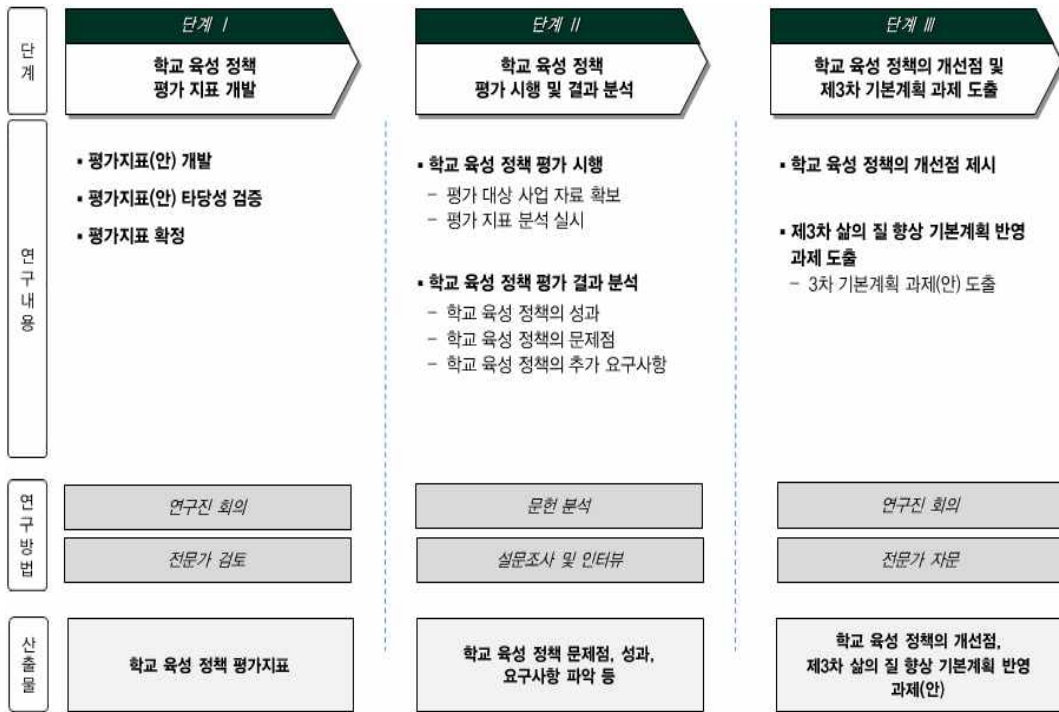 단계
단계 Ⅰ
학교 육성 정책
평가 지표 개발
단계 Ⅱ
학교 육성 정책
평가 시행 및 결과 분석
단계 Ⅲ
학교 육성 정책의 개선점 및
제3차 기본계획 과제 도출
연구내용
▪ 평가지표(안) 개발
▪ 평가지표(안) 타당성 검증
▪ 평가지표 확정
▪ 학교 육성 정책 평가 시행
– 평가 대상 사업 자료 확보
– 평가 지표 분석 실시
▪ 학교 육성 정책 평가 결과 분석
– 학교 육성 정책의 성과
– 학교 육성 정책의 문제점
– 학교 육성 정책의 추가 요구사항
▪ 학교 육성 정책의 개선점 제시
▪ 제3차 삶의 질 향상 기본계획 반영
과제 도출
– 3차 기본계획 과제(안) 도출
연구방법
연구진 회의
전문가 검토
문헌 분석
설문조사 및 인터뷰
연구진 회의
전문가 자문
산출물
학교 육성 정책 평가지표
학교 육성 정책 문제점, 성과,
요구사항 파악 등
학교 육성 정책의 개선점,
제3차 삶의 질 향상 기본계획 반영
과제(안)